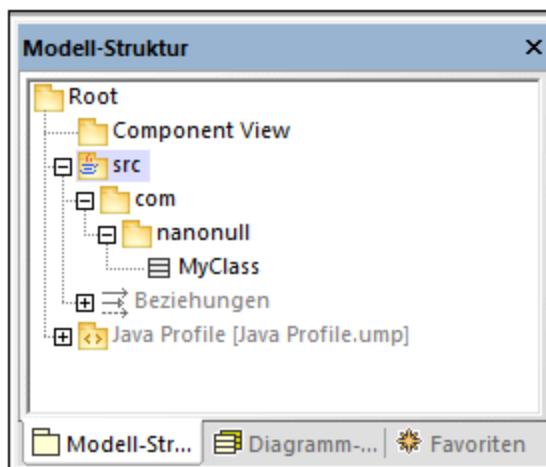 Modell-Struktur
Root
Component View
src
com
nanonull
MyClass
Beziehungen
Java Profile [Java Profile.ump]
Modell-Str... Diagramm-... Favoriten